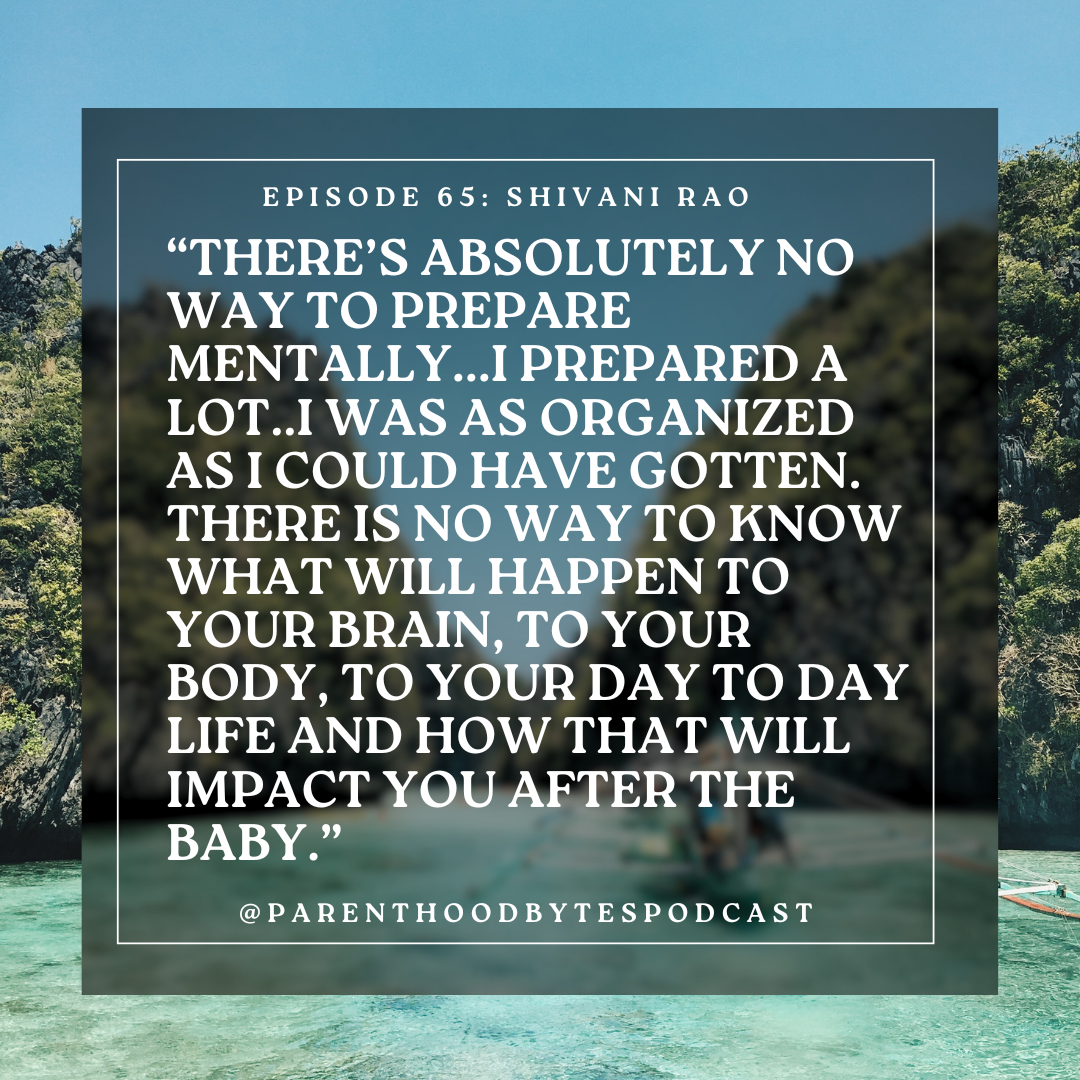 EPISODE 65: SHIVANI RAO
“THERE’S ABSOLUTELY NO
WAY TO PREPARE
MENTALLY...I PREPARED A
LOT..I WAS AS ORGANIZED
AS I COULD HAVE GOTTEN.
THERE IS NO WAY TO KNOW
WHAT WILL HAPPEN TO
YOUR BRAIN, TO YOUR
BODY, TO YOUR DAY TO DAY
LIFE AND HOW THAT WILL
IMPACT YOU AFTER THE
BABY.”
@PARENTHOODBYTESPODCAST